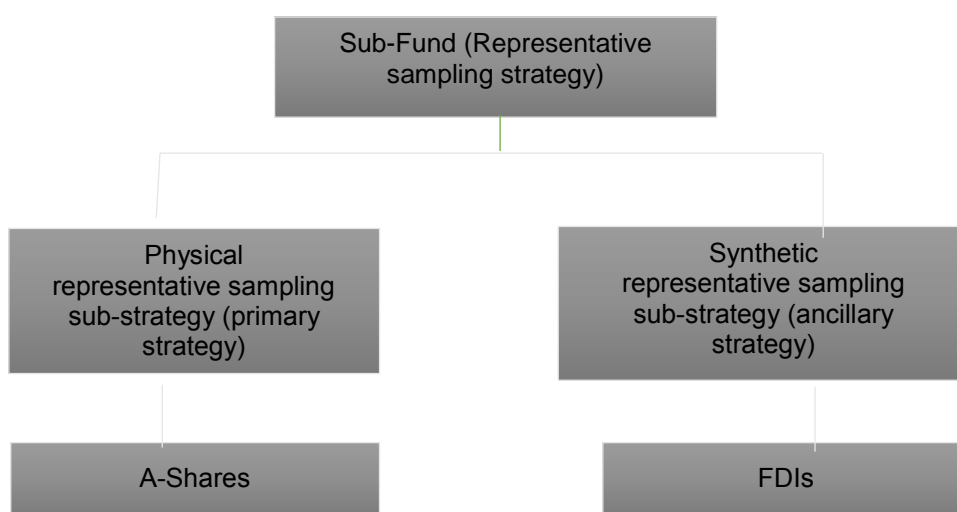 Sub-Fund (Representative
sampling strategy)
Physical
representative sampling
sub-strategy (primary
strategy)
Synthetic
representative sampling
sub-strategy (ancillary
strategy)
A-Shares
FDIs